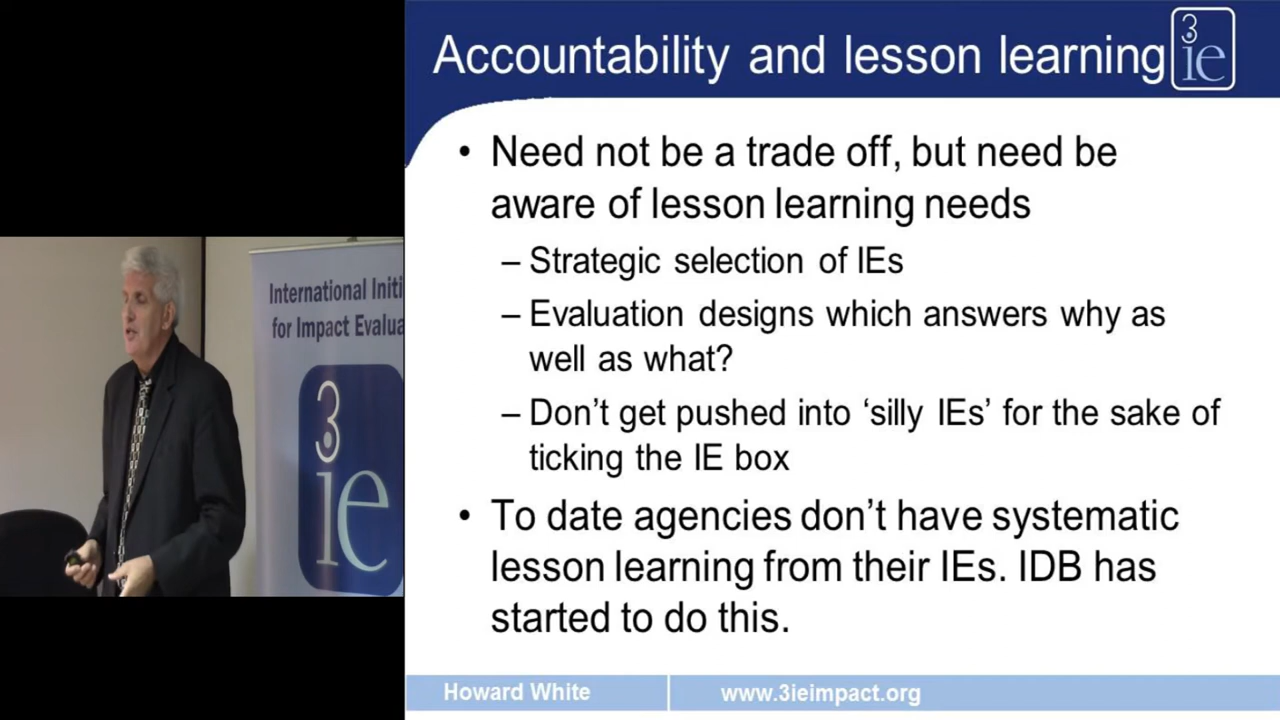 Accountability and lesson learning
3
ie
• Need not be a trade off, but need be
aware of lesson learning needs
– Strategic selection of IEs
– Evaluation designs which answers why as
well as what?
– Don’t get pushed into ‘silly IEs’ for the sake of
ticking the IE box
• To date agencies don’t have systematic
lesson learning from their IEs. IDB has
started to do this.
Howard White
www.3ieimpact.org
International Initi
for Impact Evalua
3
ie